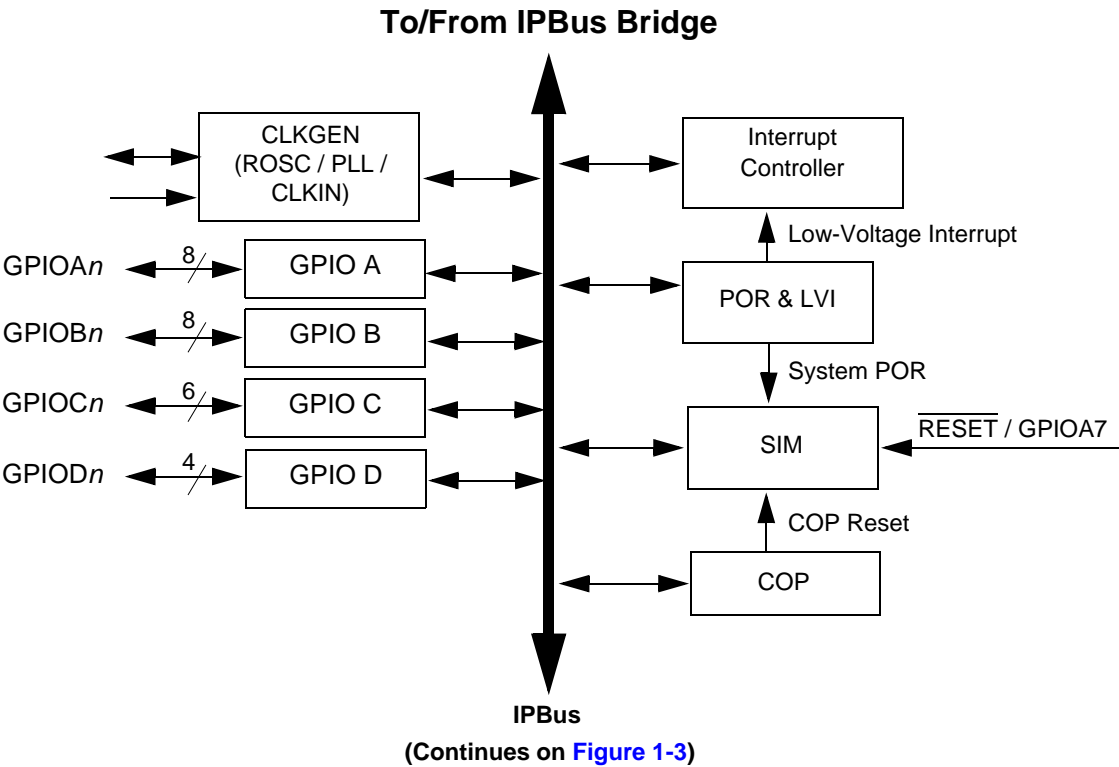 To/From IPBus Bridge
CLKGEN
(ROSC / PLL /
CLKIN)
GPIOAn
8
GPIO A
GPIOBn
8
GPIO B
GPIOCn
6
GPIO C
GPIODn
4
GPIO D
Interrupt
Controller
Low-Voltage Interrupt
POR & LVI
System POR
SIM
RESET / GPIOA7
COP Reset
COP
IPBus
(Continues on Figure 1-3)